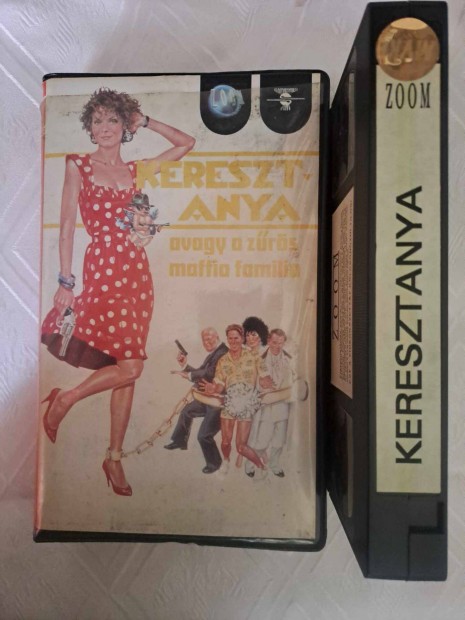 KERESZT-
ANYA
avagy a zűrös
maffia família
ZOOM
KERESZTANYA